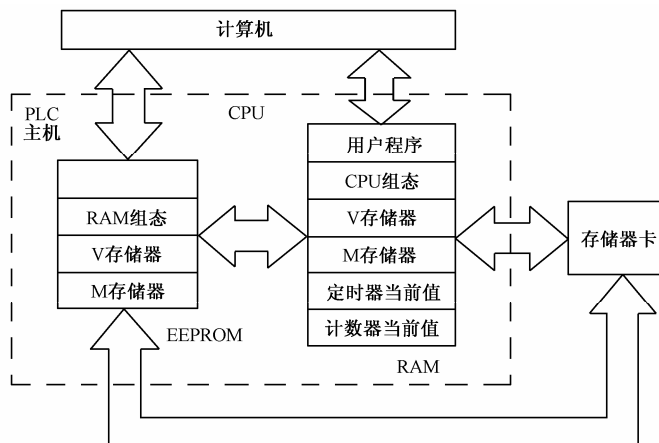 计算机
PLC
主机
CPU
用户程序
CPU组态
V存储器
M存储器
定时器当前值
计数器当前值
RAM
RAM组态
V存储器
M存储器
EEPROM
存储器卡